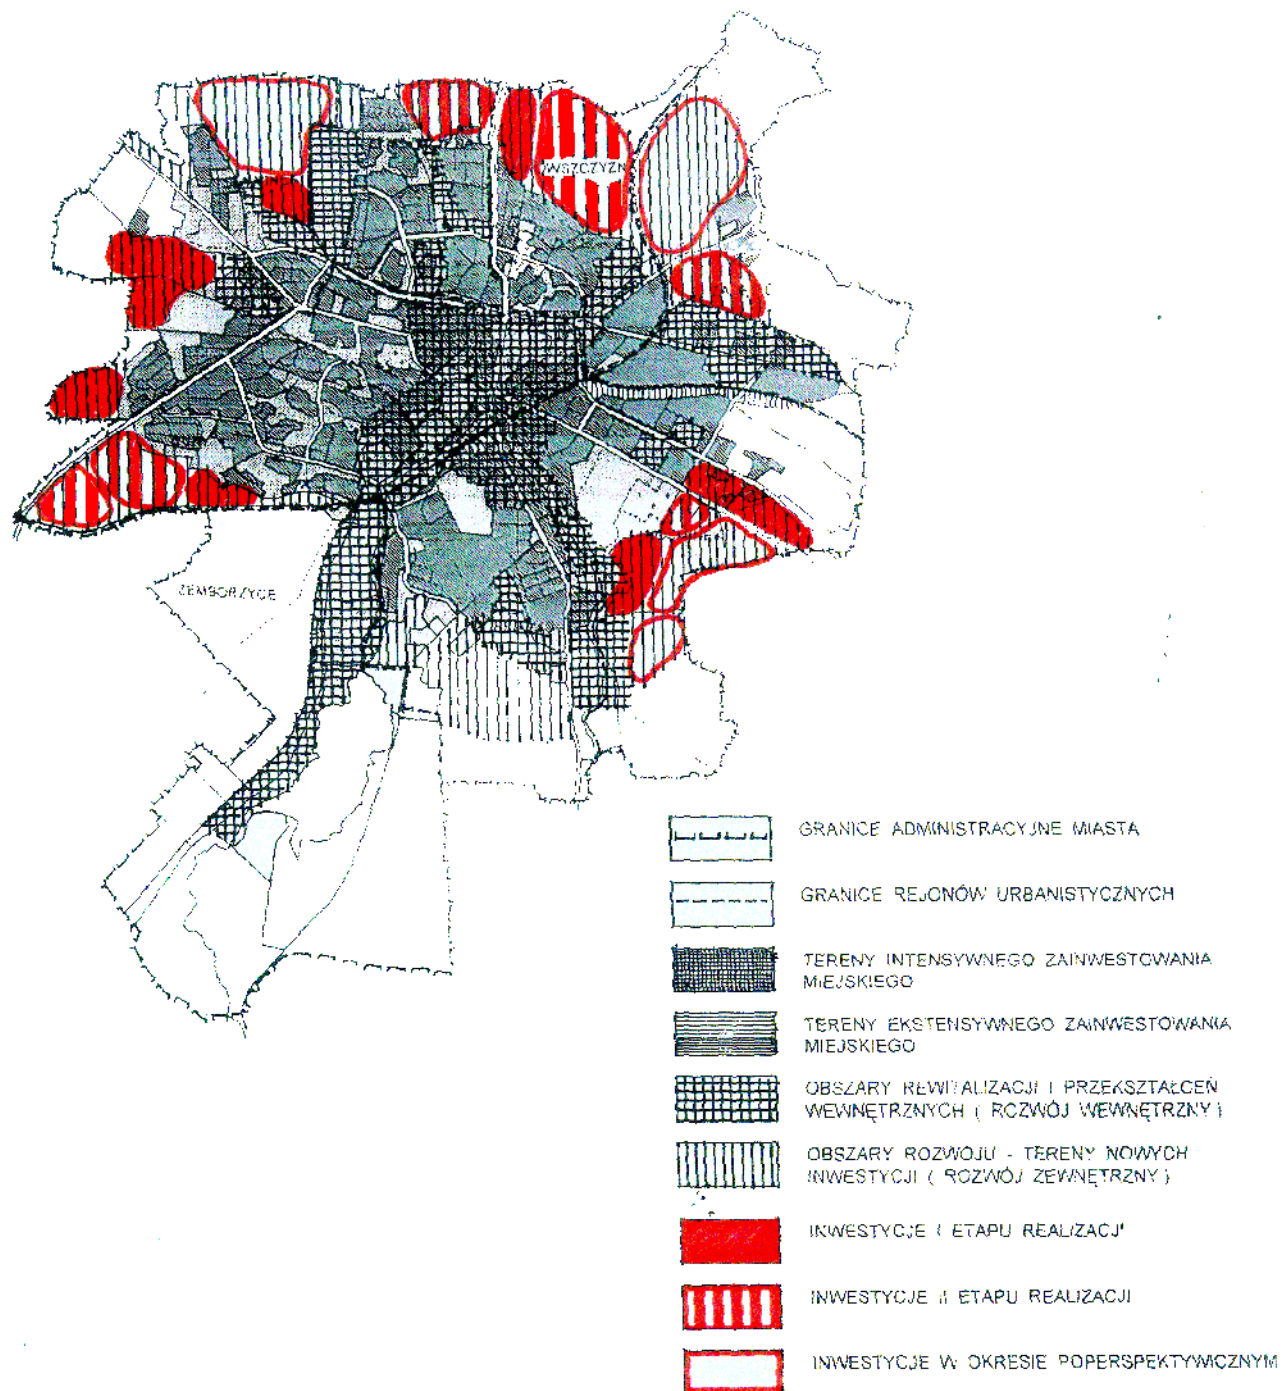 WSZCZYZN
ZEMBORZYCE
GRANICE ADMINISTRACYJNE MIASTA
GRANICE REJONÓW URBANISTYCZNYCH
TERENY INTENSYWNEGO ZAINWESTOWANIA
MIEJSKIEGO
TERENY EKSTENSYWNEGO ZAINWESTOWANIA
MIEJSKIEGO
OBSZARY REWITALIZACJI I PRZEKSZTAŁCEŃ
WEWNĘTRZNYCH ( ROZWÓJ WEWNĘTRZNY )
OBSZARY ROZWOJU - TERENY NOWYCH
INWESTYCJI ( ROZWÓJ ZEWNĘTRZNY )
INWESTYCJE I ETAPU REALIZACJI
INWESTYCJE II ETAPU REALIZACJI
INWESTYCJE W OKRESIE POPERSPEKTYWICZNYM